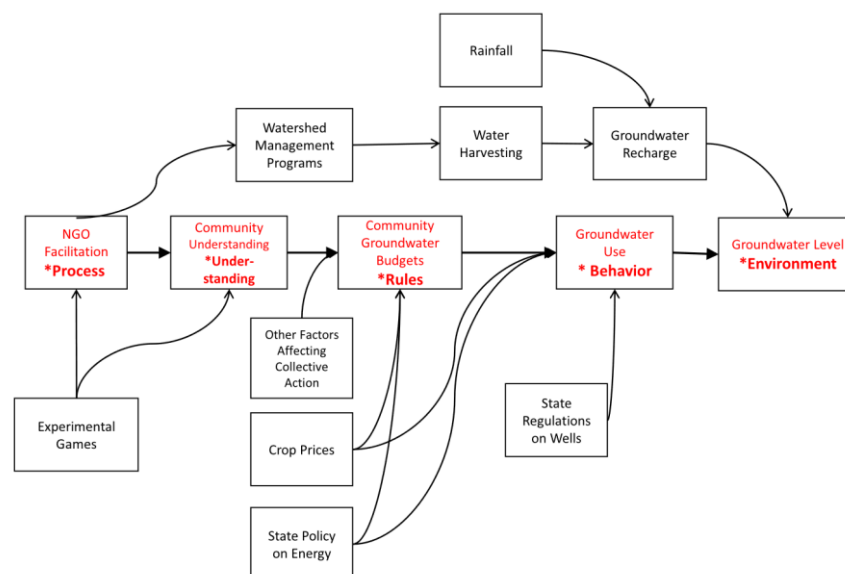 Rainfall
Watershed
Management
Programs
Water
Harvesting
Groundwater
Recharge
NGO
Facilitation
*Process
Community
Understanding
*Under-
standing
Community
Groundwater
Budgets
*Rules
Groundwater
Use
* Behavior
Groundwater Level
*Environment
Other Factors
Affecting
Collective
Action
Experimental
Games
Crop Prices
State
Regulations
on Wells
State Policy
on Energy